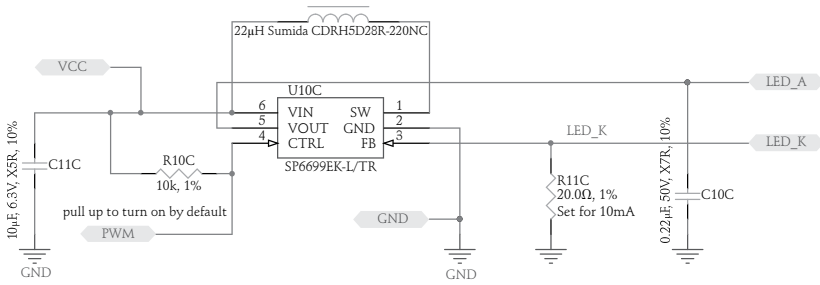 22µH Sumida CDRH5D28R-220NC
VCC
U10C
LED_A
6 VIN SW 1
5 VOUT GND 2
4 CTRL FB 3
LED_K
LED_K
SP6699EK-L/TR
10µF, 6.3V, X5R, 10%
C11C
R10C
10k, 1%
R11C
20.0Ω, 1%
Set for 10mA
0.22µF, 50V, X7R, 10%
C10C
pull up to turn on by default
PWM
GND
GND
GND